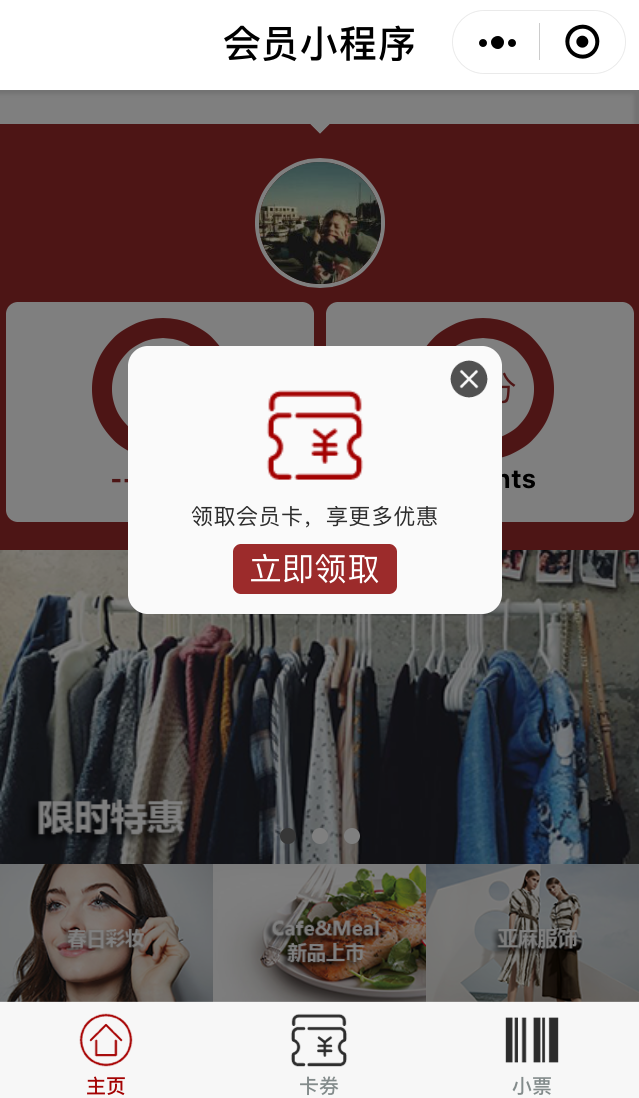 会员小程序
分
--
nts
¥
领取会员卡，享更多优惠
立即领取
限时特惠
春日彩妆
Cafe&Meal
新品上市
亚麻服饰
¥
主页
卡券
小票